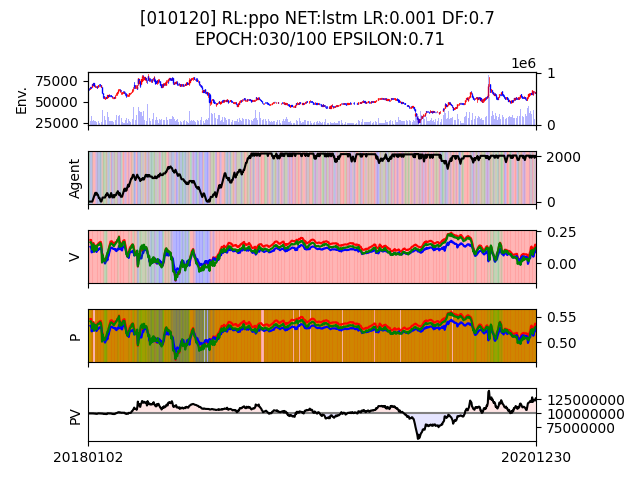 [010120] RL:ppo NET:lstm LR:0.001 DF:0.7
EPOCH:030/100 EPSILON:0.71
1e6
Env.
75000
50000
25000
1
0
Agent
2000
0
V
0.25
0.00
P
0.55
0.50
PV
125000000
100000000
75000000
20180102
20201230